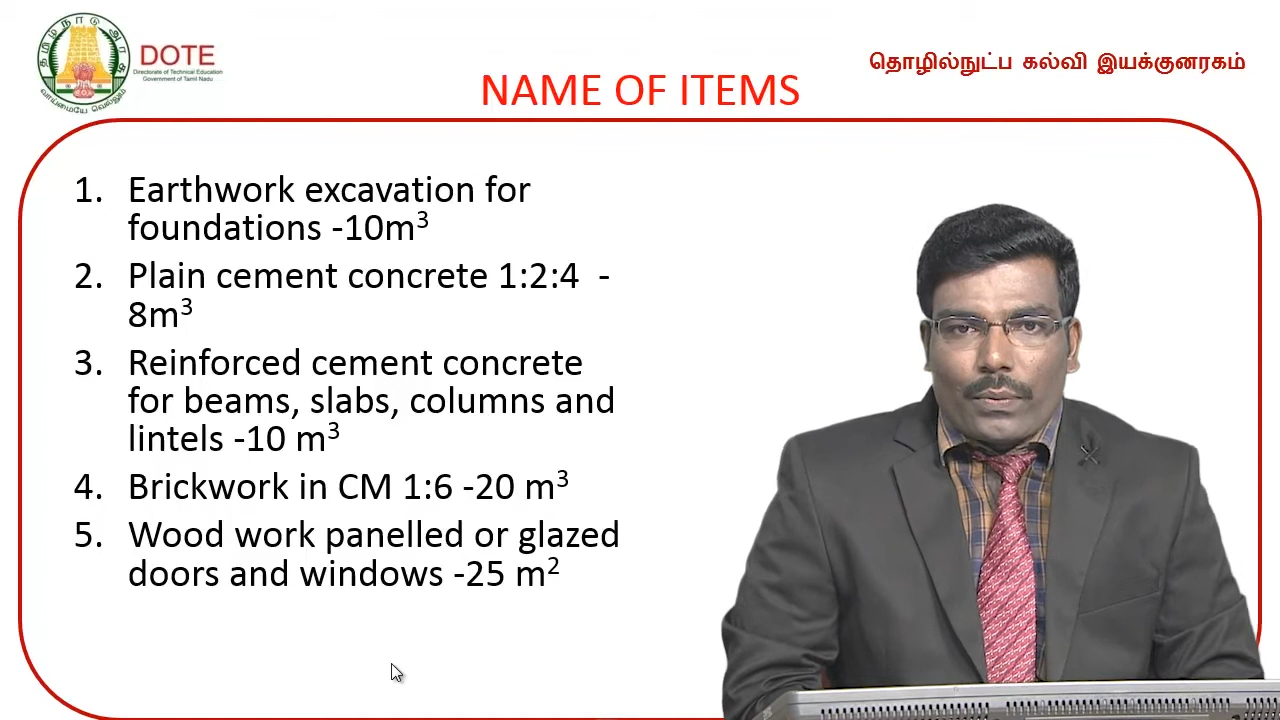 தமிழ்நாடு அரசு
வாய்மையே வெல்லும்
DOTE
Directorate of Technical Education
Government of Tamil Nadu
தொழில்நுட்ப கல்வி இயக்குனரகம்
NAME OF ITEMS
1. Earthwork excavation for
foundations -10m³
2. Plain cement concrete 1:2:4 -
8m³
3. Reinforced cement concrete
for beams, slabs, columns and
lintels -10 m³
4. Brickwork in CM 1:6 -20 m³
5. Wood work panelled or glazed
doors and windows -25 m²